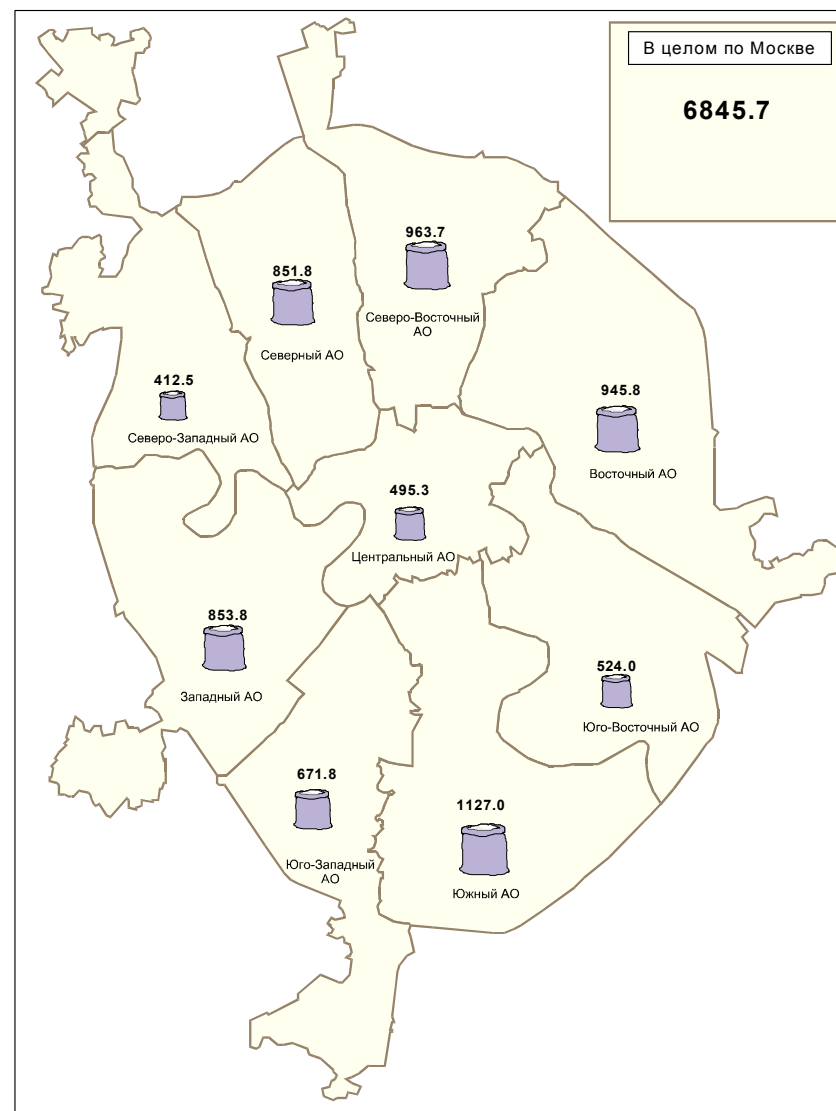 В целом по Москве
6845.7
963.7
Северо-Восточный
АО
851.8
Северный АО
412.5
Северо-Западный АО
945.8
Восточный АО
495.3
Центральный АО
853.8
Западный АО
524.0
Юго-Восточный АО
671.8
Юго-Западный
АО
1127.0
Южный АО